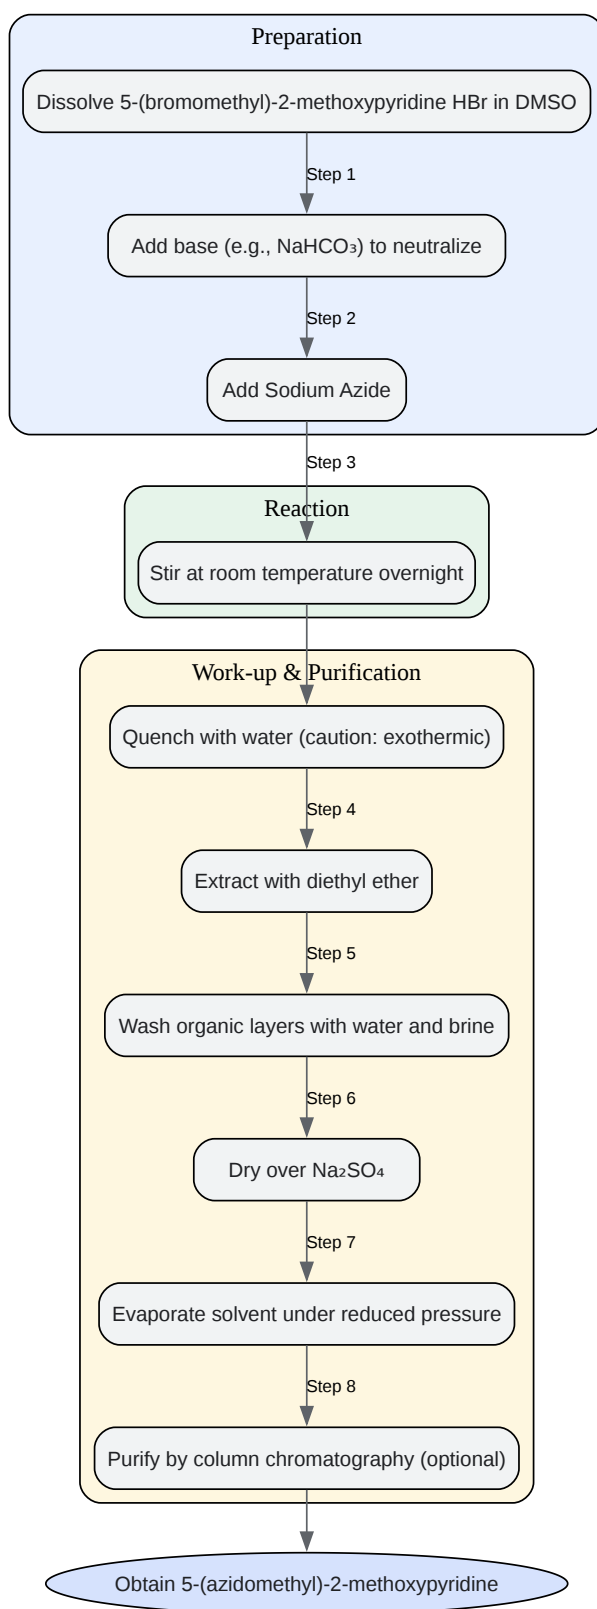 Preparation
Dissolve 5-(bromomethyl)-2-methoxypyridine HBr in DMSO
Step 1
Add base (e.g., NaHCO₃) to neutralize
Step 2
Add Sodium Azide
Step 3
Reaction
Stir at room temperature overnight
Work-up & Purification
Quench with water (caution: exothermic)
Step 4
Extract with diethyl ether
Step 5
Wash organic layers with water and brine
Step 6
Dry over Na₂SO₄
Step 7
Evaporate solvent under reduced pressure
Step 8
Purify by column chromatography (optional)
Obtain 5-(azidomethyl)-2-methoxypyridine